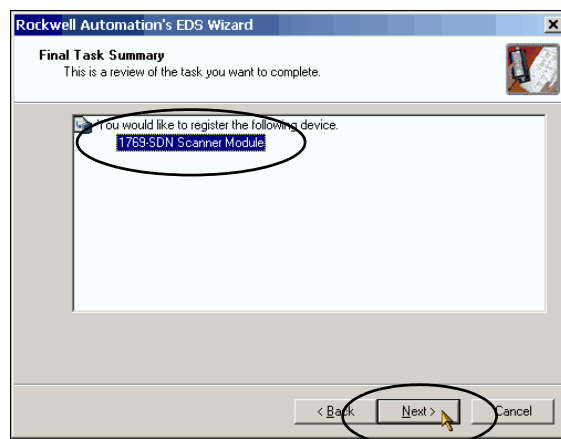 Rockwell Automation's EDS Wizard
Final Task Summary
This is a review of the task you want to complete.
You would like to register the following device.
1769-SDN Scanner Module
< Back
Next >
Cancel